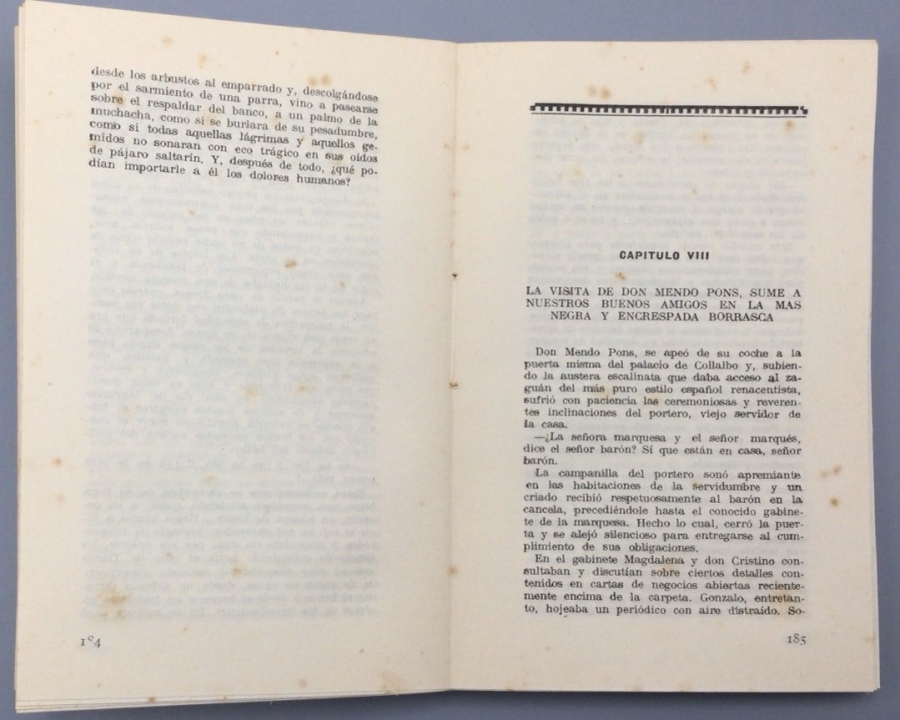 desde los arbustos al emparrado y, descolgándose
por el sarmiento de una parra, vino a pasearse
sobre el respaldar del banco, a un palmo de la
muchacha, como si se burlara de su pesadumbre,
como si todas aquellas lágrimas y aquellos ge-
midos no sonaran con eco trágico en sus oídos
de pájaro saltarín. Y, después de todo, ¿qué po-
dían importarle a él los dolores humanos?
184
CAPITULO VIII
LA VISITA DE DON MENDO PONS, SUME A
NUESTROS BUENOS AMIGOS EN LA MAS
NEGRA Y ENCRESPADA BORRASCA
Don Mendo Pons, se apeó de su coche a la
puerta misma del palacio de Collalbo y, subien-
do la austera escalinata que daba acceso al za-
guán del más puro estilo español renacentista,
sufrió con paciencia las ceremoniosas y reveren-
tes inclinaciones del portero, viejo servidor de
la casa.
—¿La señora marquesa y el señor marqués,
dice el señor barón? Sí que están en casa, señor
barón.
La campanilla del portero sonó apremiante
en las habitaciones de la servidumbre y un
criado recibió respetuosamente al barón en la
cancela, precediéndole hasta el conocido gabine-
te de la marquesa. Hecho lo cual, cerró la puer-
ta y se alejó silencioso para entregarse al cum-
plimiento de sus obligaciones.
En el gabinete Magdalena y don Cristino con-
sultaban y discutían sobre ciertos detalles con-
tenidos en cartas de negocios abiertas reciente-
mente encima de la carpeta. Gonzalo, entretan-
to, hojeaba un periódico con aire distraído. So-
185